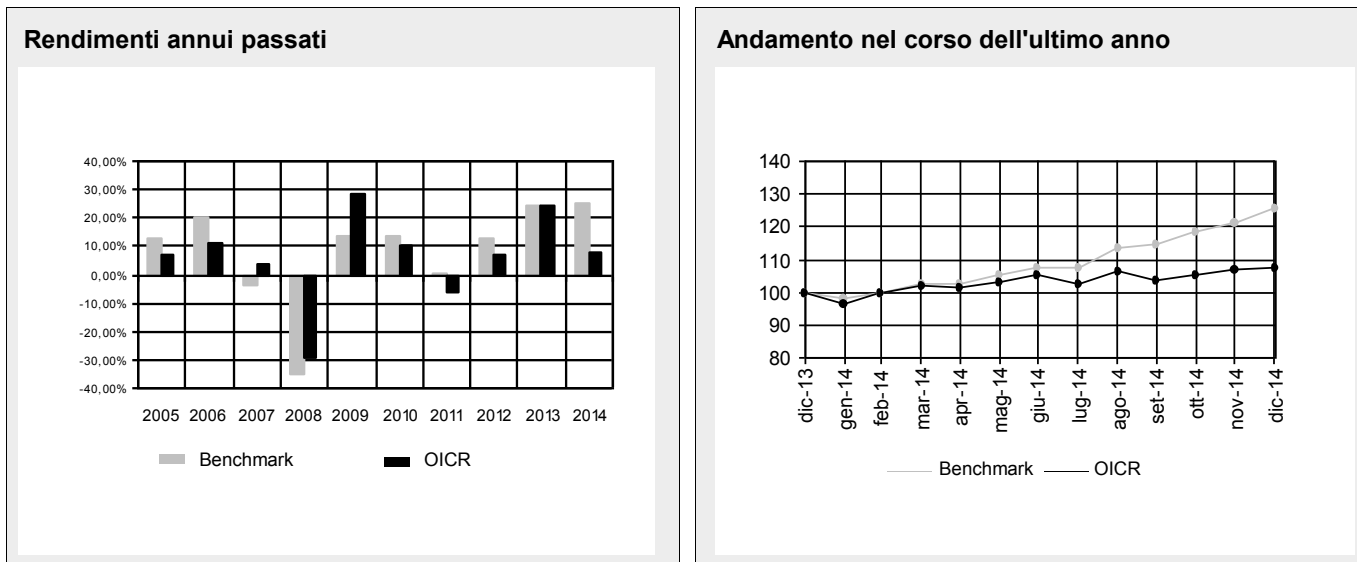 Rendimenti annui passati
40,00%
30,00%
20,00%
10,00%
0,00%
-10,00%
-20,00%
-30,00%
-40,00%
2005 2006 2007 2008 2009 2010 2011 2012 2013 2014
Benchmark OICR
Andamento nel corso dell'ultimo anno
140
130
120
110
100
90
80
dic-13
gen-14
feb-14
mar-14
apr-14
mag-14
giu-14
lug-14
ago-14
set-14
ott-14
nov-14
dic-14
Benchmark OICR